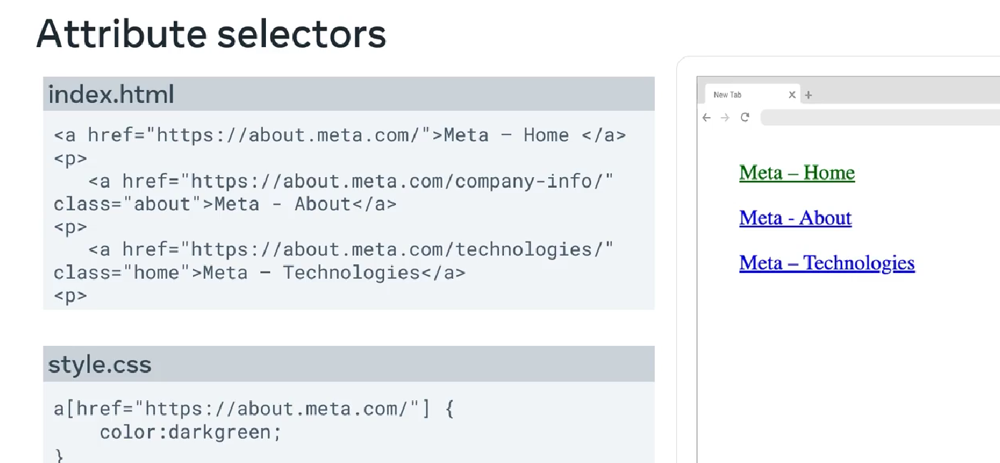 Attribute selectors
index.html
<a href="https://about.meta.com/">Meta – Home </a>
<p>
<a href="https://about.meta.com/company-info/"
class="about">Meta - About</a>
<p>
<a href="https://about.meta.com/technologies/"
class="home">Meta – Technologies</a>
<p>
style.css
a[href="https://about.meta.com/"] {
color:darkgreen;
}
New Tab
Meta – Home
Meta - About
Meta – Technologies